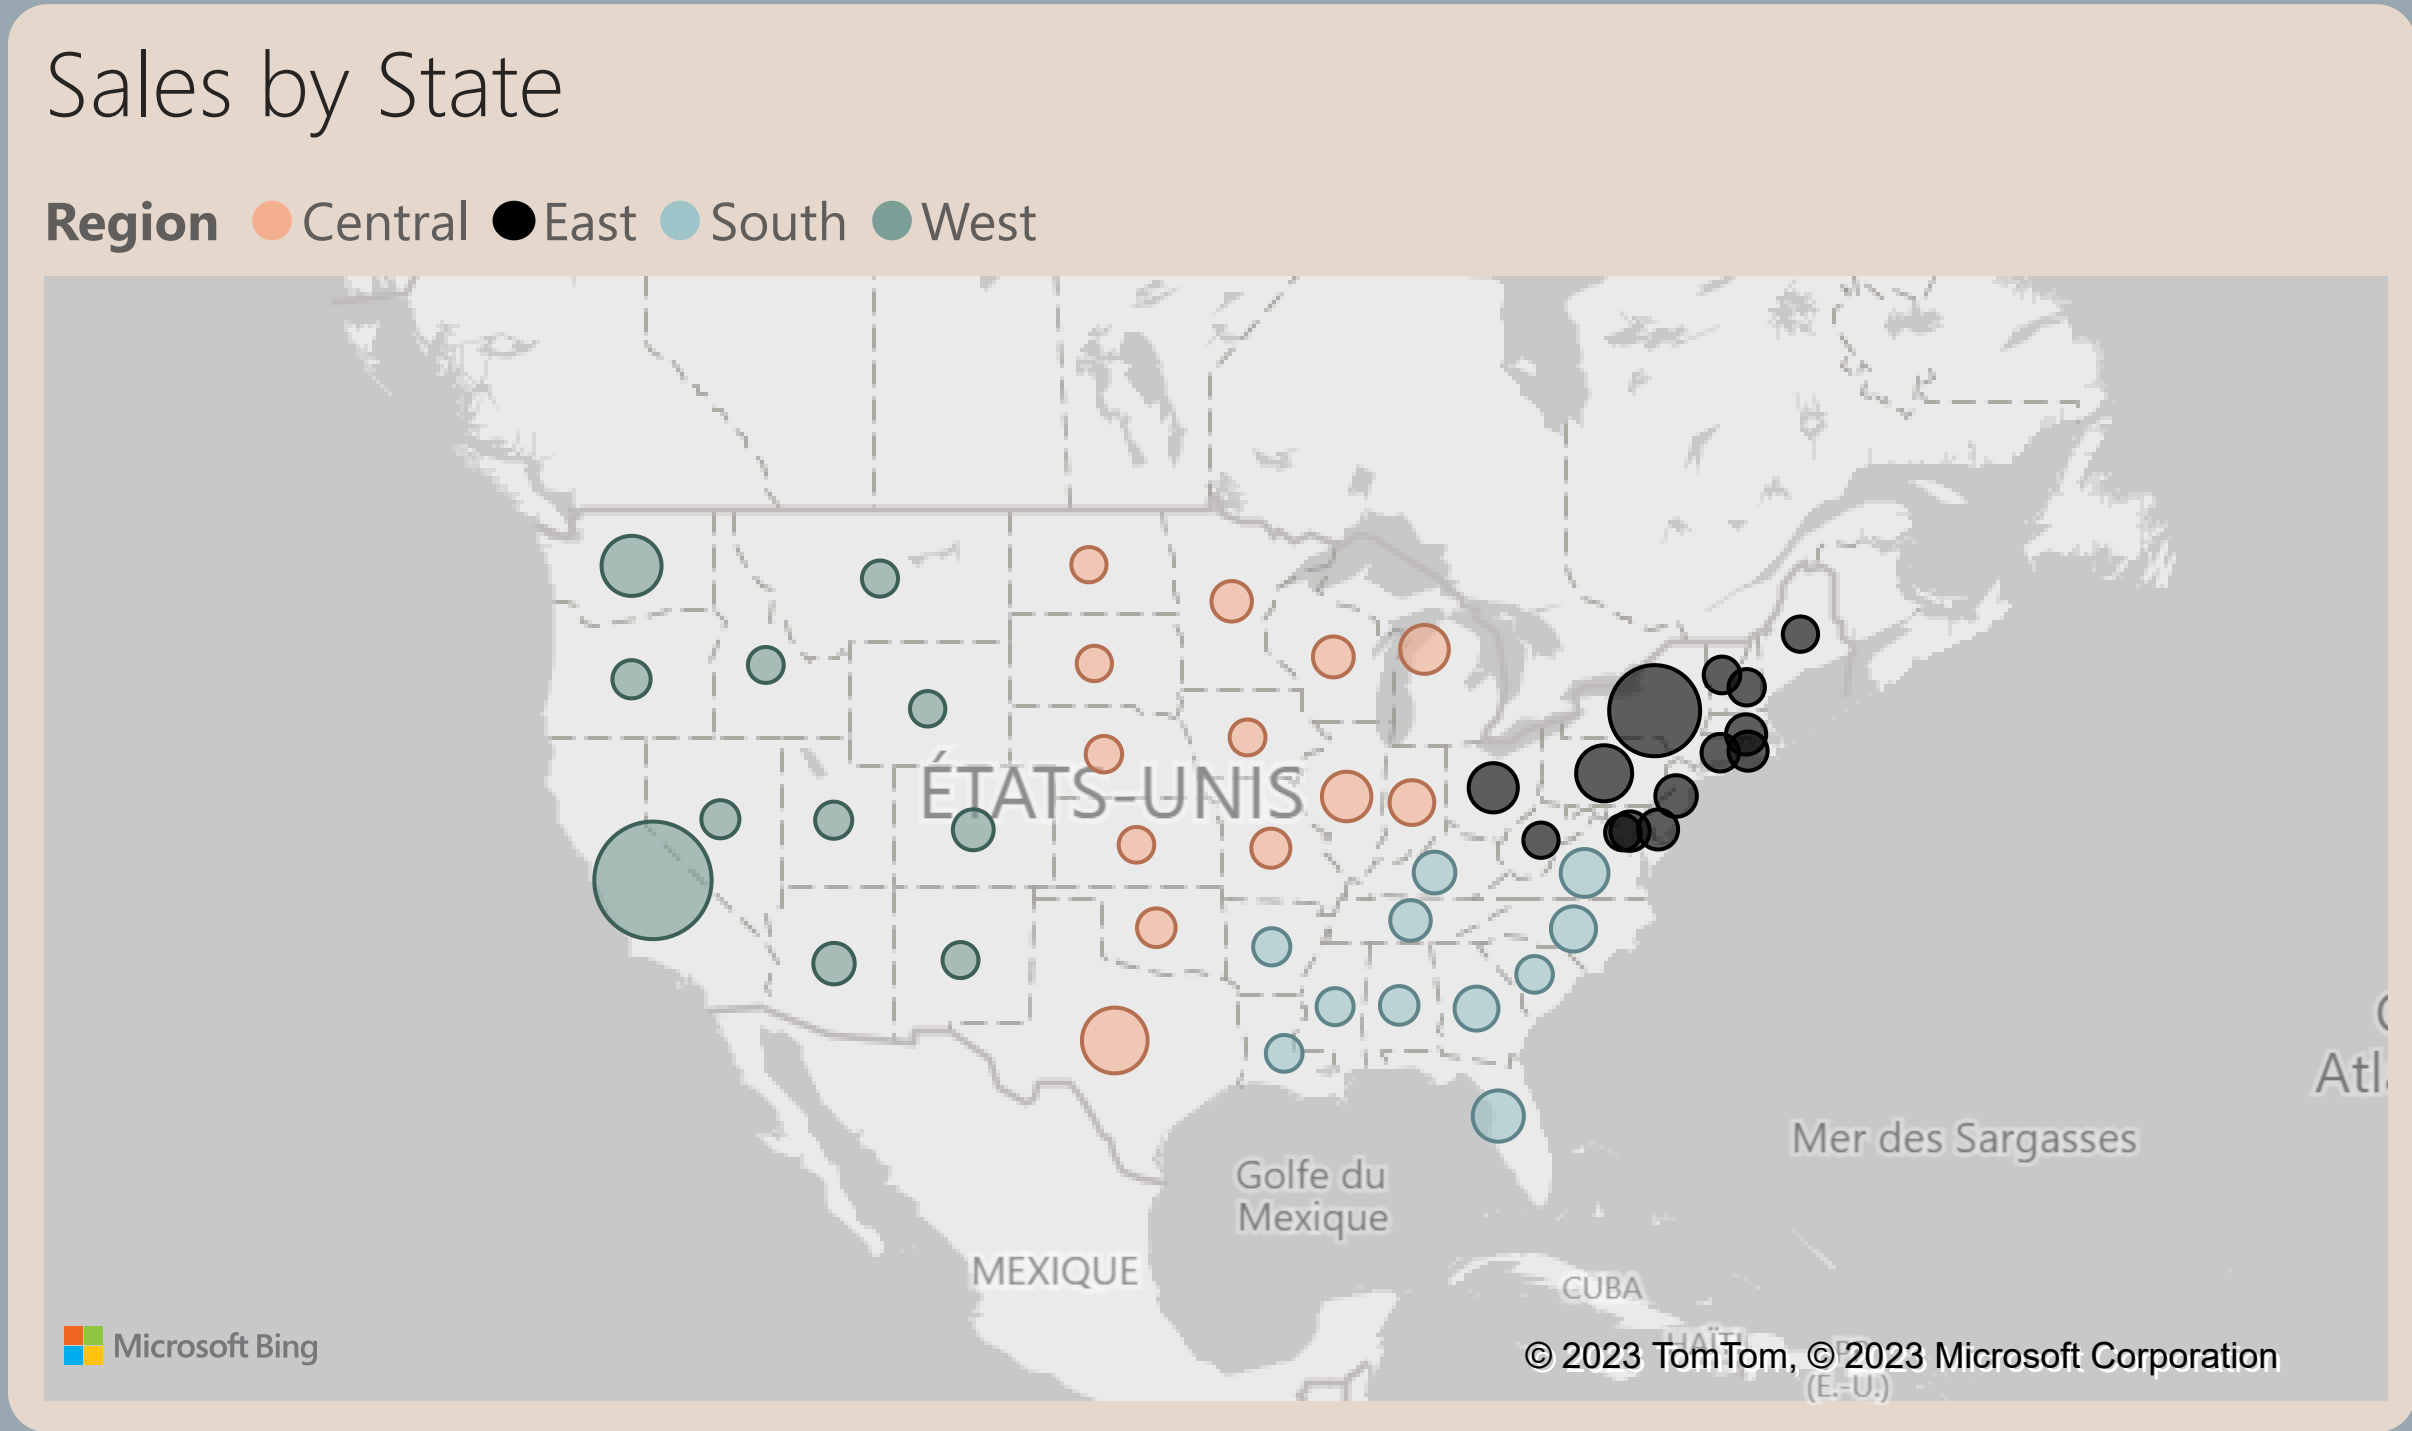 Sales by State
Region Central East South West
ÉTATS-UNIS
Mer des Sargasses
Golfe du
Mexique
MEXIQUE
CUBA
HAÏTI
Microsoft Bing
© 2023 TomTom, © 2023 Microsoft Corporation
(E.-U.)